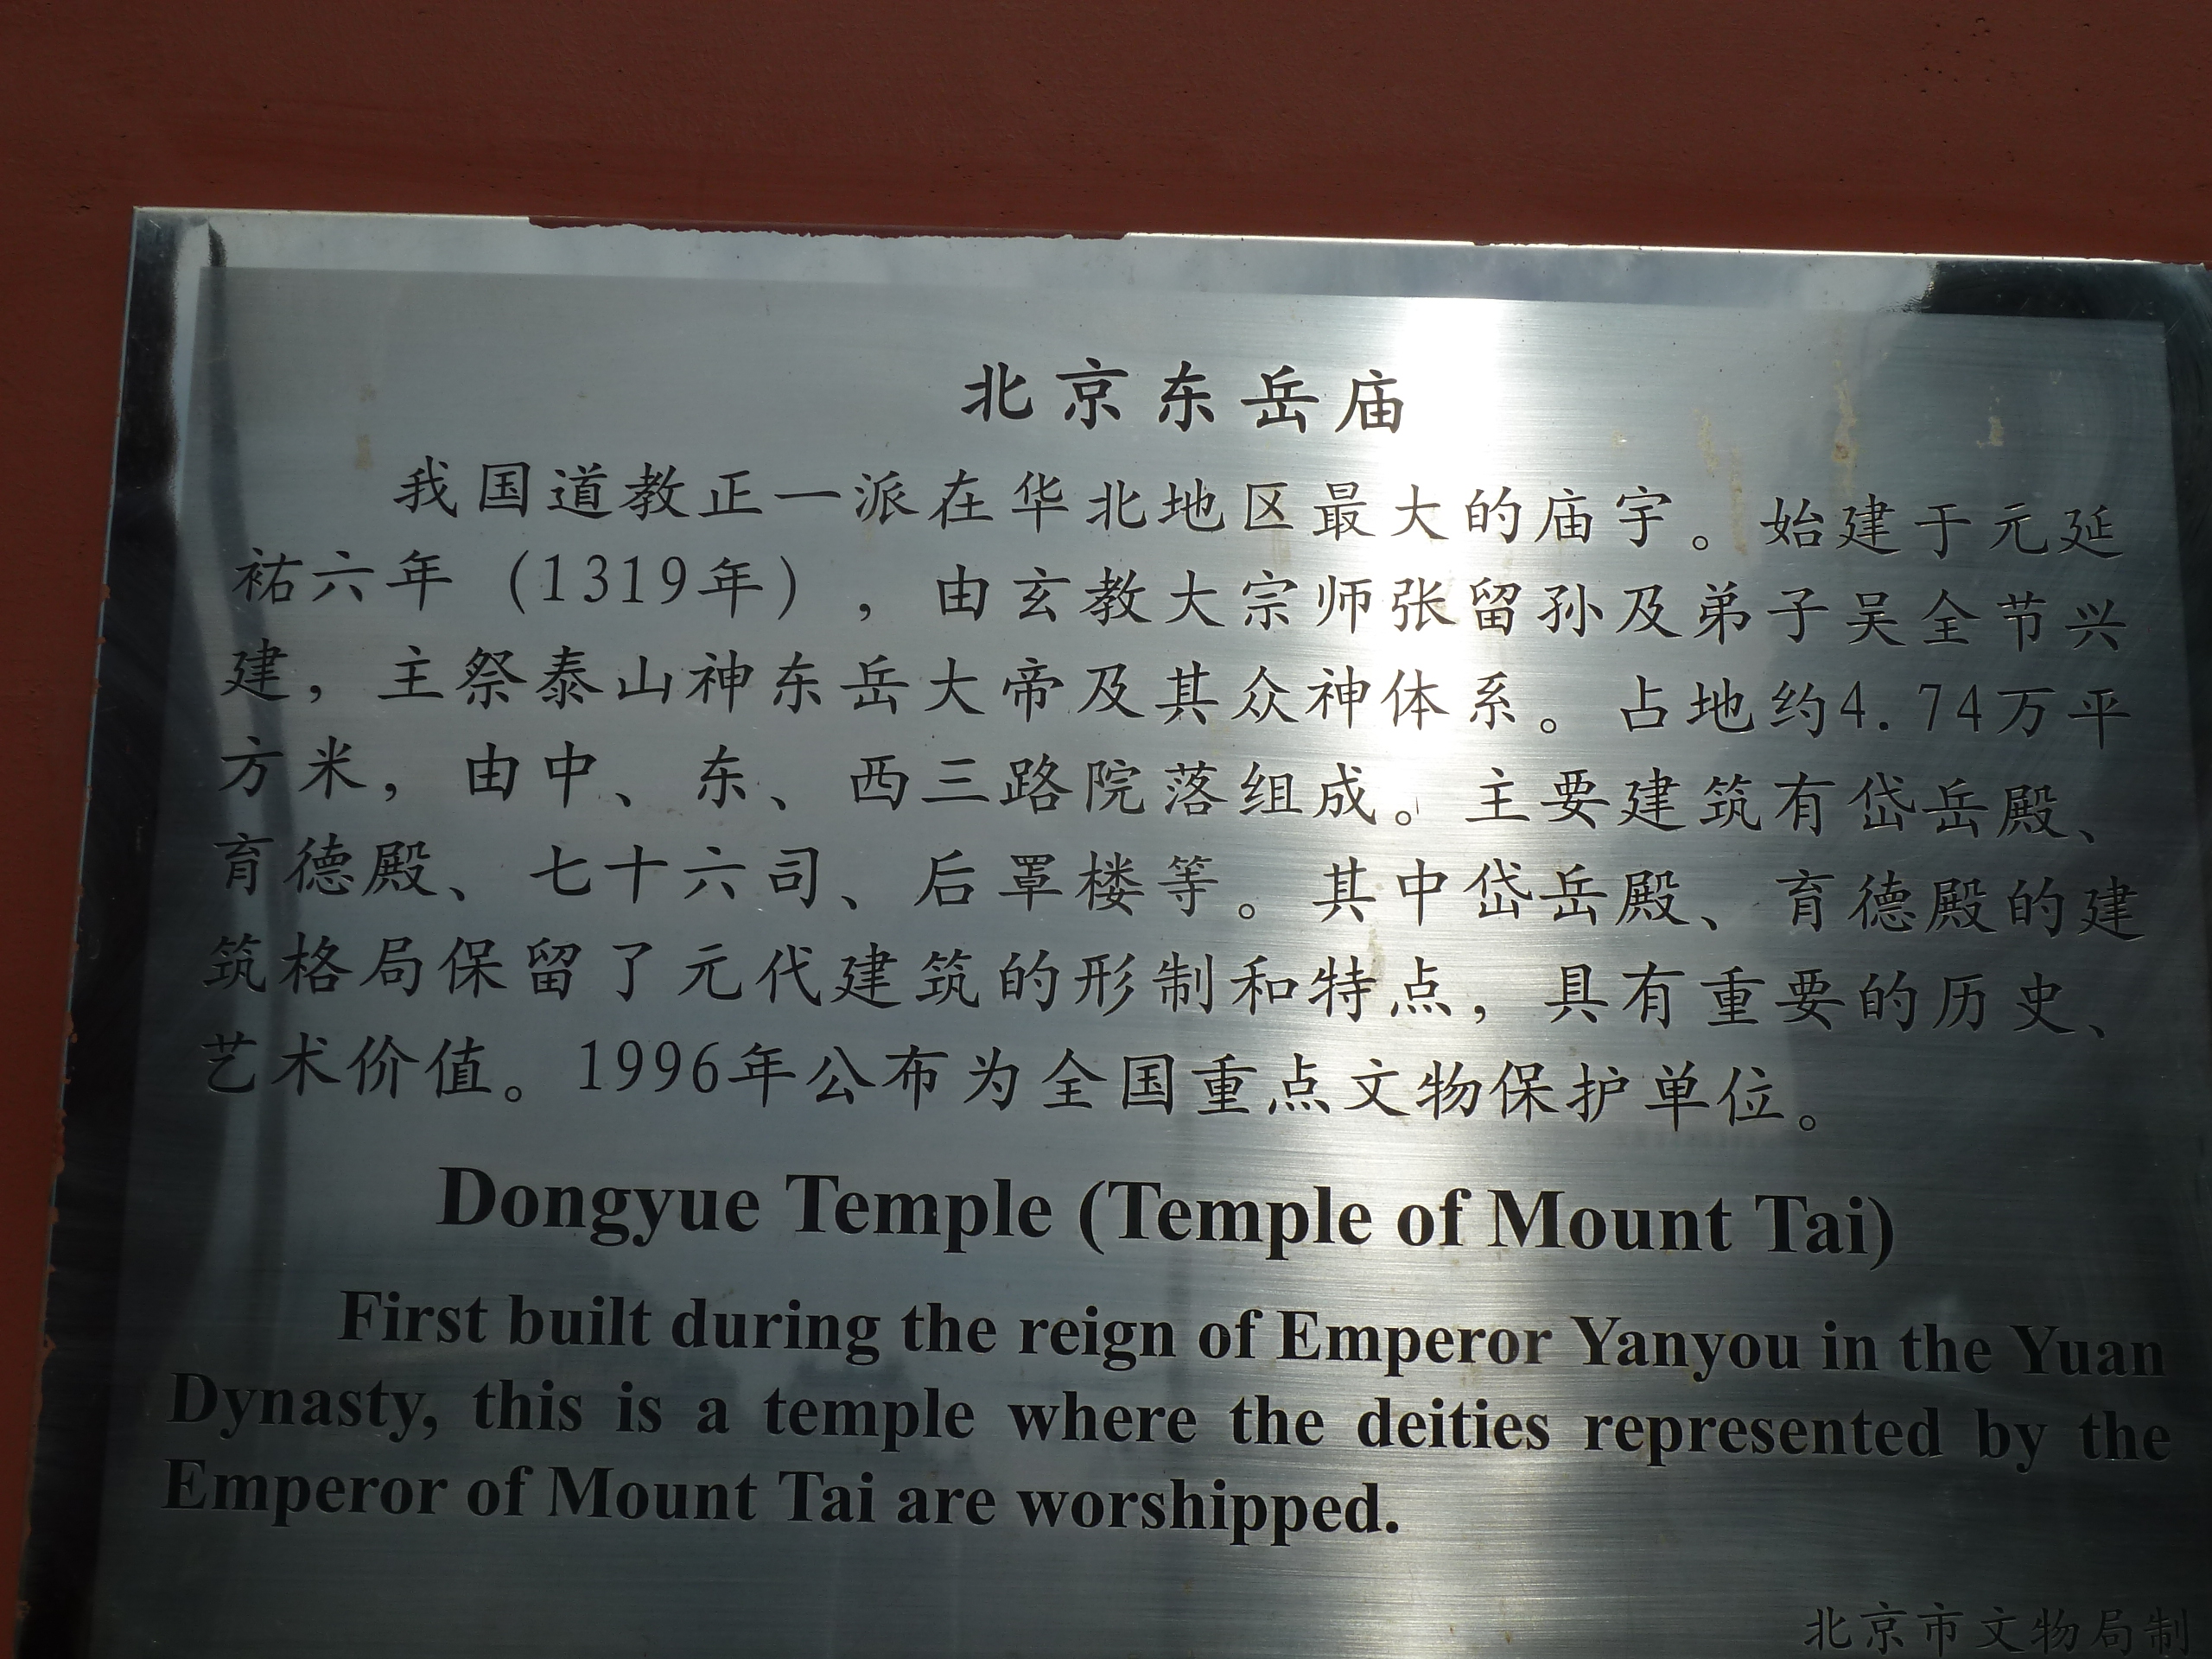 北京东岳庙
我国道教正一派在华北地区最大的庙宇。始建于元延
祐六年（1319年），由玄教大宗师张留孙及弟子吴全节兴
建，主祭泰山神东岳大帝及其众神体系。占地约4.74万平
方米，由中、东、西三路院落组成。主要建筑有岱岳殿、
育德殿、七十六司、后罩楼等。其中岱岳殿、育德殿的建
筑格局保留了元代建筑的形制和特点，具有重要的历史、
艺术价值。1996年公布为全国重点文物保护单位。
Dongyue Temple (Temple of Mount Tai)
First built during the reign of Emperor Yanyou in the Yuan
Dynasty, this is a temple where the deities represented by the
Emperor of Mount Tai are worshipped.
北京市文物局制